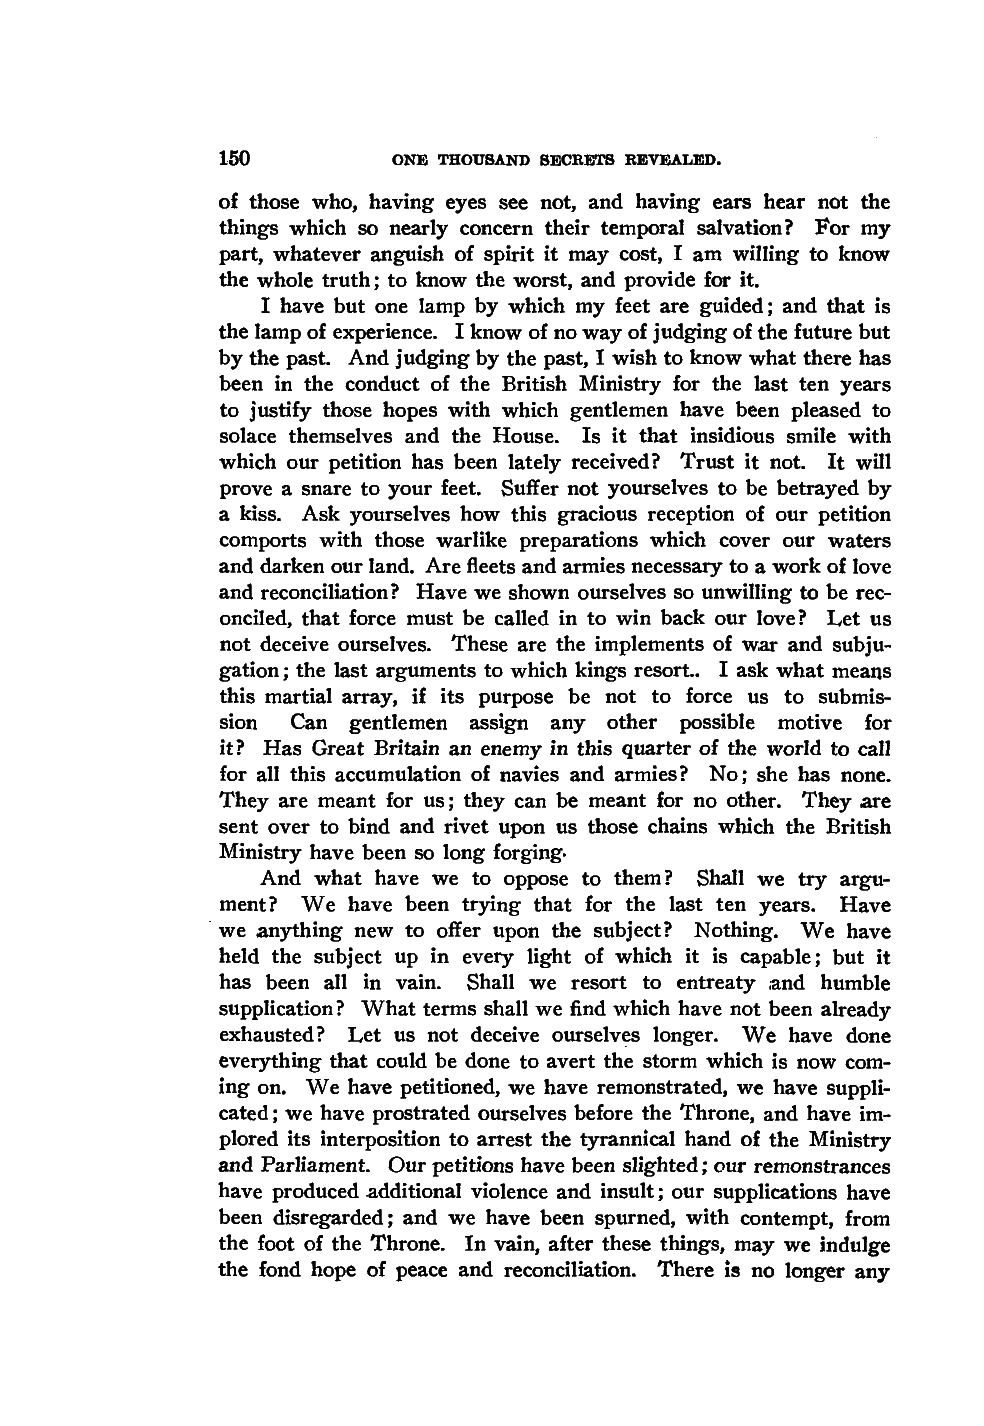 150 ONE THOUSAND SECRETS REVEALED.
of those who, having eyes see not, and having ears hear not the
things which so nearly concern their temporal salvation? For my
part, whatever anguish of spirit it may cost, I am willing to know
the whole truth; to know the worst, and provide for it.
I have but one lamp by which my feet are guided; and that is
the lamp of experience. I know of no way of judging of the future but
by the past. And judging by the past, I wish to know what there has
been in the conduct of the British Ministry for the last ten years
to justify those hopes with which gentlemen have been pleased to
solace themselves and the House. Is it that insidious smile with
which our petition has been lately received? Trust it not. It will
prove a snare to your feet. Suffer not yourselves to be betrayed by
a kiss. Ask yourselves how this gracious reception of our petition
comports with those warlike preparations which cover our waters
and darken our land. Are fleets and armies necessary to a work of love
and reconciliation? Have we shown ourselves so unwilling to be rec-
onciled, that force must be called in to win back our love? Let us
not deceive ourselves. These are the implements of war and subju-
gation; the last arguments to which kings resort.. I ask what means
this martial array, if its purpose be not to force us to submis-
sion Can gentlemen assign any other possible motive for
it? Has Great Britain an enemy in this quarter of the world to call
for all this accumulation of navies and armies? No; she has none.
They are meant for us; they can be meant for no other. They are
sent over to bind and rivet upon us those chains which the British
Ministry have been so long forging.
And what have we to oppose to them? Shall we try argu-
ment? We have been trying that for the last ten years. Have
we anything new to offer upon the subject? Nothing. We have
held the subject up in every light of which it is capable; but it
has been all in vain. Shall we resort to entreaty and humble
supplication? What terms shall we find which have not been already
exhausted? Let us not deceive ourselves longer. We have done
everything that could be done to avert the storm which is now com-
ing on. We have petitioned, we have remonstrated, we have suppli-
cated; we have prostrated ourselves before the Throne, and have im-
plored its interposition to arrest the tyrannical hand of the Ministry
and Parliament. Our petitions have been slighted; our remonstrances
have produced additional violence and insult; our supplications have
been disregarded; and we have been spurned, with contempt, from
the foot of the Throne. In vain, after these things, may we indulge
the fond hope of peace and reconciliation. There is no longer any